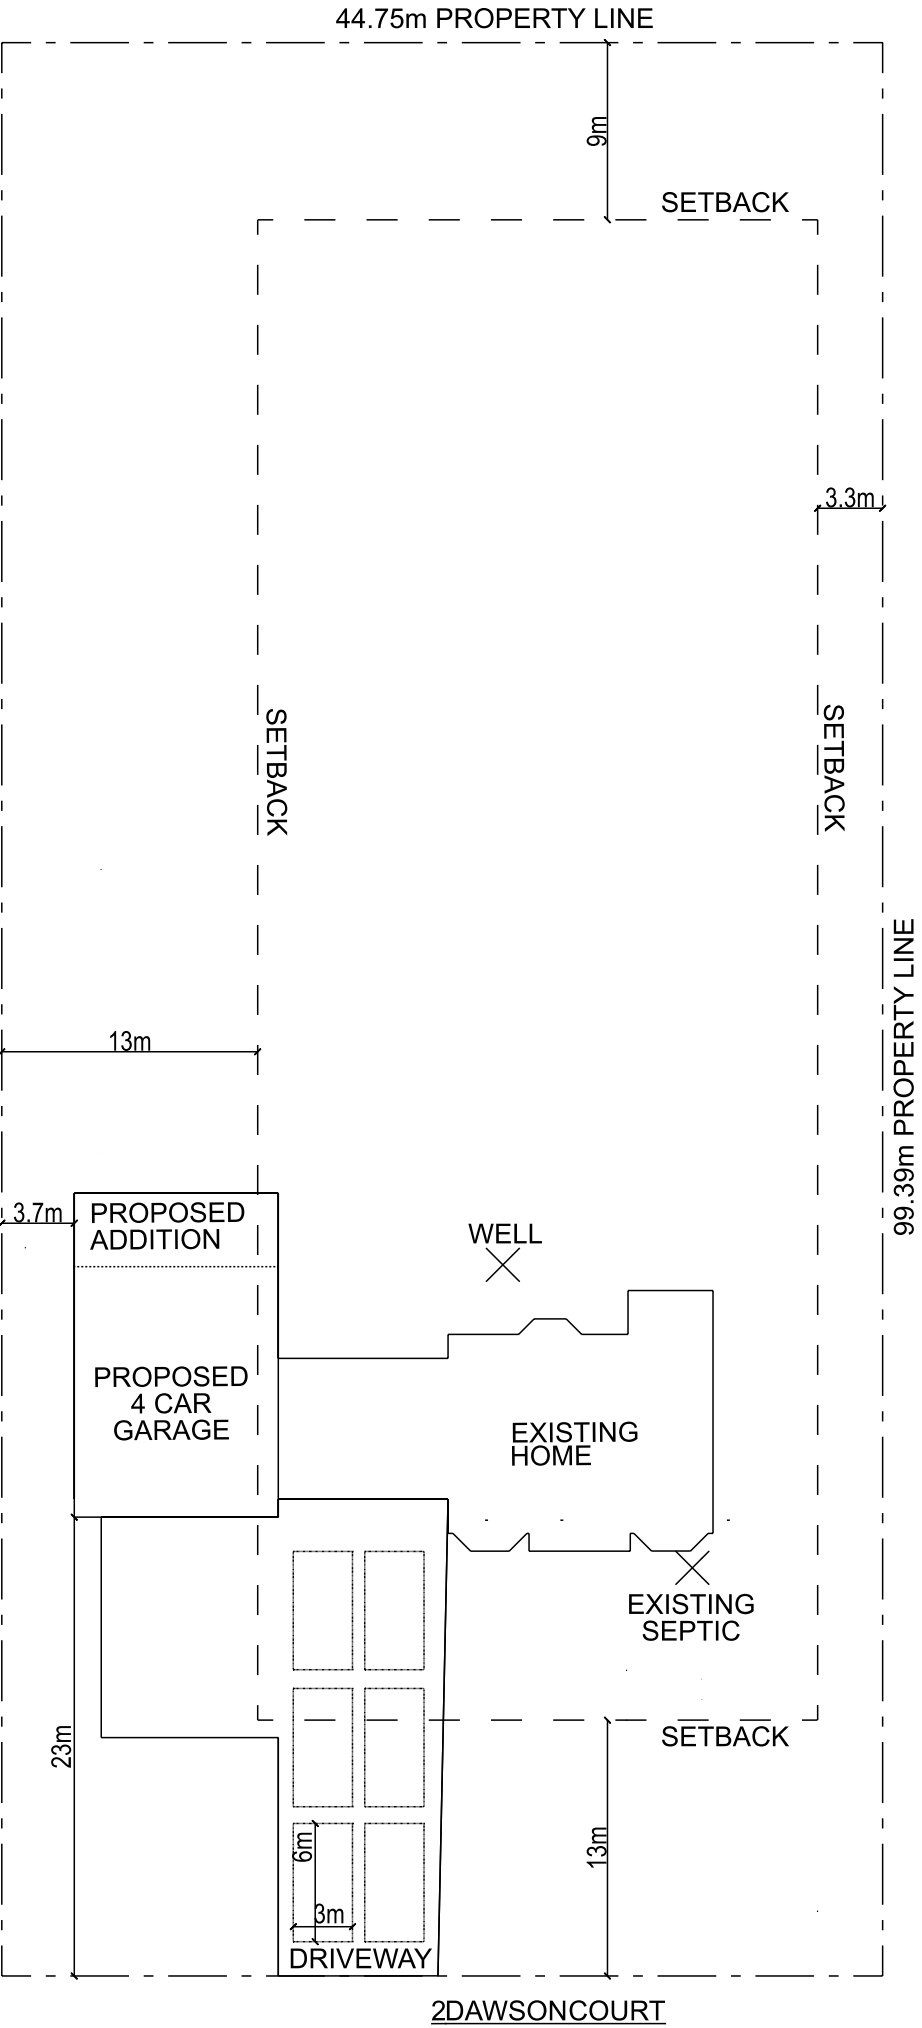 44.75m PROPERTY LINE
9m
SETBACK
3.3m
SETBACK
SETBACK
99.39m PROPERTY LINE
13m
3.7m
PROPOSED
ADDITION
WELL
PROPOSED
4 CAR
GARAGE
EXISTING
HOME
EXISTING
SEPTIC
23m
SETBACK
6m
13m
3m
DRIVEWAY
2DAWSONCOURT